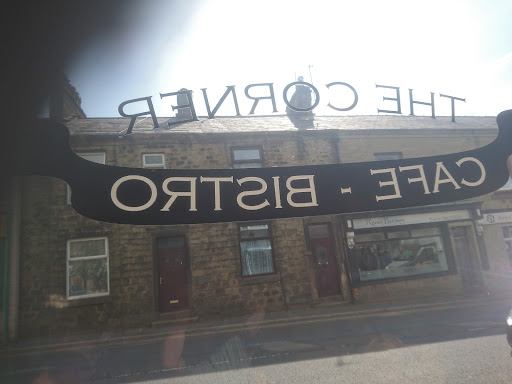 THE CORNER
CAFE - BISTRO